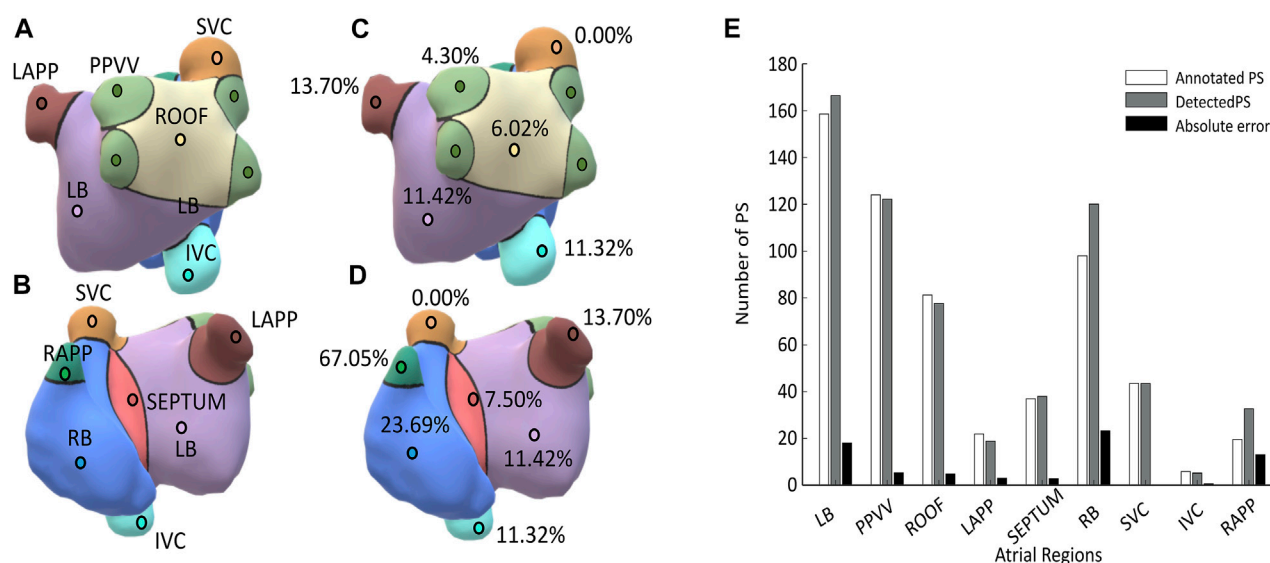 A
SVC
LAPP
PPVV
ROOF
LB
LB
IVC
B
SVC
LAPP
RAPP
SEPTUM
RB
LB
IVC
C
0.00%
4.30%
13.70%
6.02%
11.42%
11.32%
D
0.00%
13.70%
67.05%
7.50%
23.69%
11.42%
11.32%
E
Annotated PS
DetectedPS
Absolute error
Number of PS
180
160
140
120
100
80
60
40
20
0
LB
PPVV
ROOF
LAPP
SEPTUM
RB
SVC
IVC
RAPP
Atrial Regions